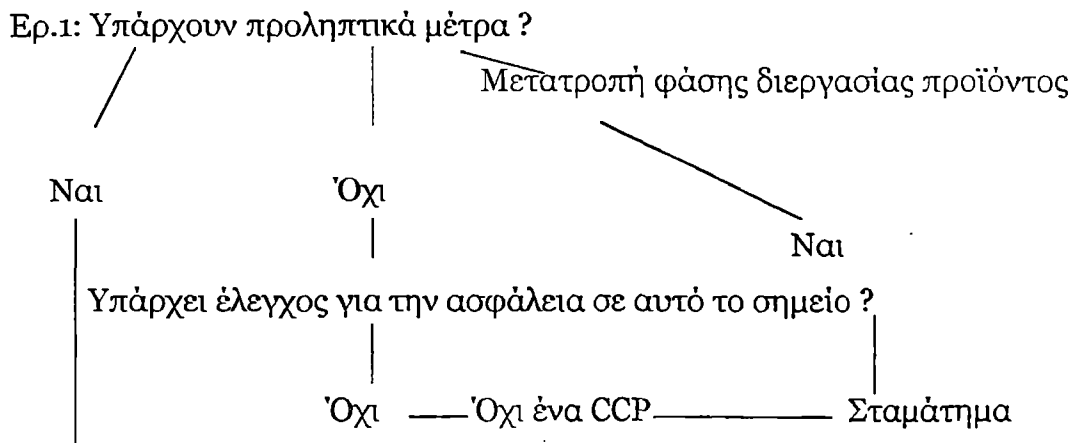 Ερ.1: Υπάρχουν προληπτικά μέτρα ?
Μετατροπή φάσης διεργασίας προϊόντος
Ναι Όχι
Ναι
Υπάρχει έλεγχος για την ασφάλεια σε αυτό το σημείο ?
Όχι Όχι ένα CCP Σταμάτημα